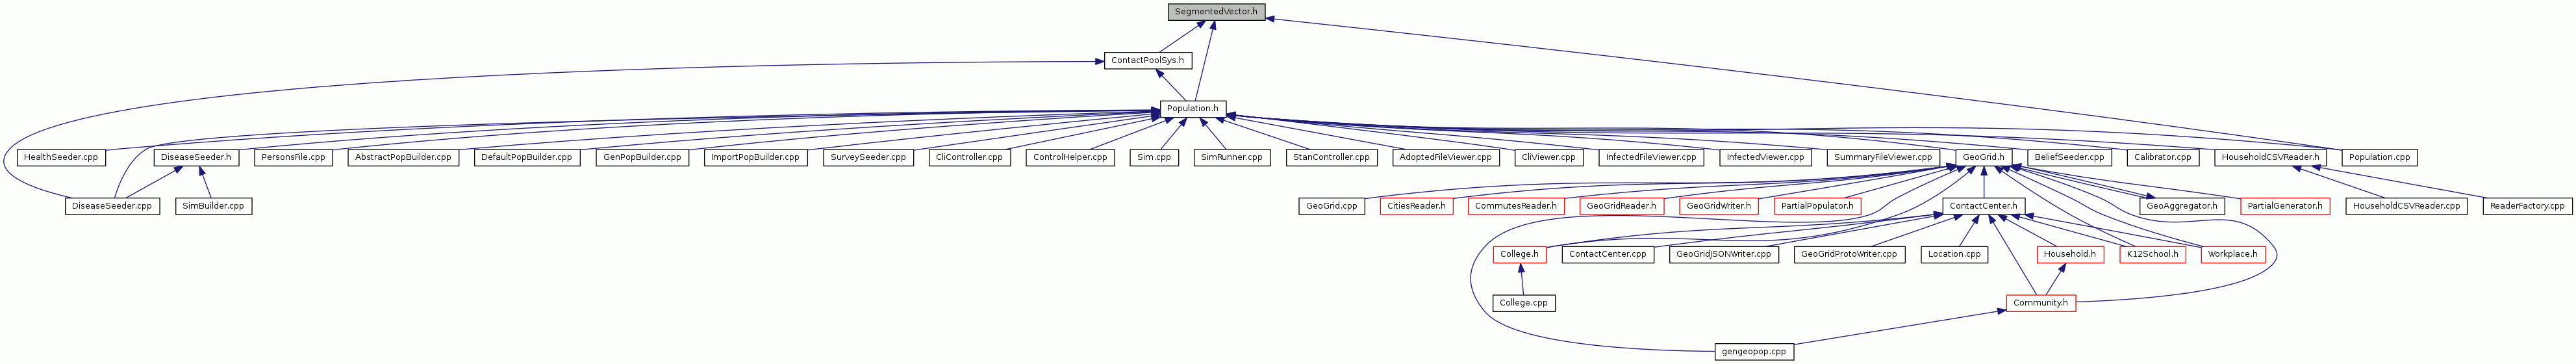 SegmentedVector.h
ContactPoolSys.h
Population.h
HealthSeeder.cpp
DiseaseSeeder.h
PersonsFile.cpp
AbstractPopBuilder.cpp
DefaultPopBuilder.cpp
GenPopBuilder.cpp
ImportPopBuilder.cpp
SurveySeeder.cpp
CliController.cpp
ControlHelper.cpp
Sim.cpp
SimRunner.cpp
StanController.cpp
AdoptedFileViewer.cpp
CliViewer.cpp
InfectedFileViewer.cpp
InfectedViewer.cpp
SummaryFileViewer.cpp
GeoGrid.h
BeliefSeeder.cpp
Calibrator.cpp
HouseholdCSVReader.h
Population.cpp
DiseaseSeeder.cpp
SimBuilder.cpp
GeoGrid.cpp
CitiesReader.h
CommutesReader.h
GeoGridReader.h
GeoGridWriter.h
PartialPopulator.h
ContactCenter.h
GeoAggregator.h
PartialGenerator.h
HouseholdCSVReader.cpp
ReaderFactory.cpp
College.h
ContactCenter.cpp
GeoGridJSONWriter.cpp
GeoGridProtoWriter.cpp
Location.cpp
Household.h
K12School.h
Workplace.h
College.cpp
Community.h
gengeopop.cpp